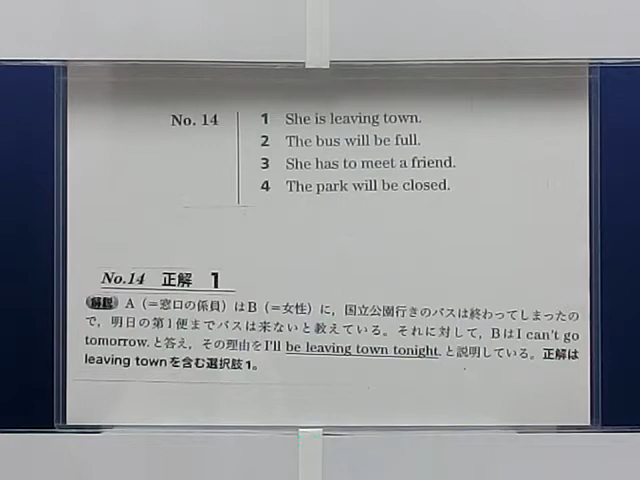 No. 14
1 She is leaving town.
2 The bus will be full.
3 She has to meet a friend.
4 The park will be closed.
No.14 正解 1
解説 A（＝窓口の係員）はB（＝女性）に，国立公園行きのバスは終わってしまったの
で，明日の第1便までバスは来ないと教えている。それに対して，BはI can't go
tomorrow.と答え，その理由をI'll be leaving town tonight.と説明している。正解は
leaving townを含む選択肢1。